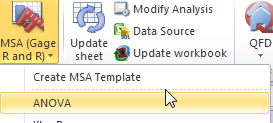 MSA (Gage R and R)
Update sheet
Modify Analysis
Data Source
Update workbook
QFD
Create MSA Template
ANOVA